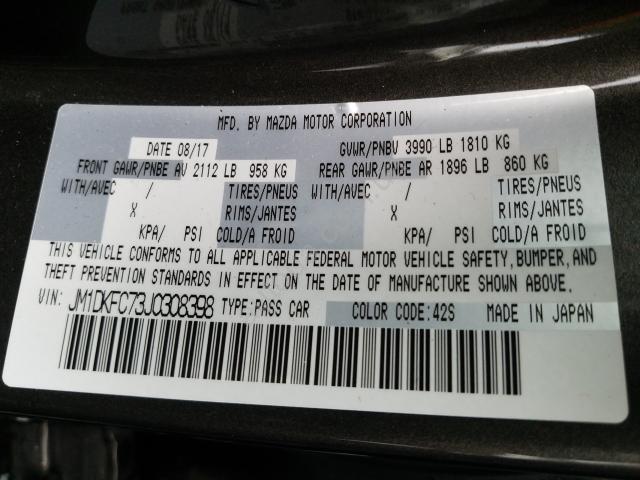 MFD. BY MAZDA MOTOR CORPORATION
DATE 08/17 GVWR/PNBV 3990 LB 1810 KG
FRONT GAWR/PNBE AV 2112 LB 958 KG REAR GAWR/PNBE AR 1896 LB 860 KG
WITH/AVEC / TIRES/PNEUS WITH/AVEC / TIRES/PNEUS
X RIMS/JANTES X RIMS/JANTES
KPA/ PSI COLD/A FROID KPA/ PSI COLD/A FROID
THIS VEHICLE CONFORMS TO ALL APPLICABLE FEDERAL MOTOR VEHICLE SAFETY, BUMPER, AND
THEFT PREVENTION STANDARDS IN EFFECT ON THE DATE OF MANUFACTURE SHOWN ABOVE.
VIN: JM1DKFC73J0308398 TYPE: PASS CAR COLOR CODE: 42S MADE IN JAPAN